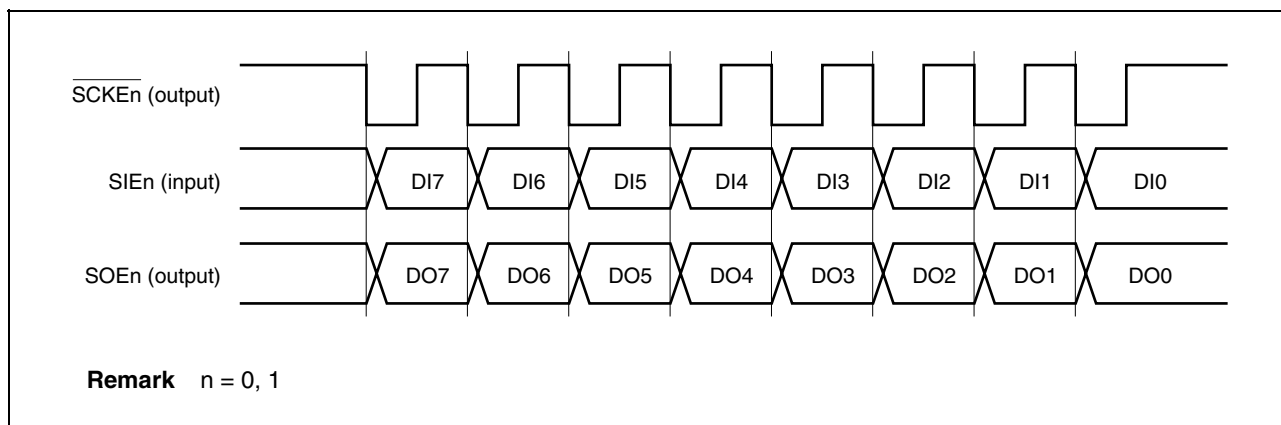 SCKEn (output)
SIEn (input) DI7 DI6 DI5 DI4 DI3 DI2 DI1 DI0
SOEn (output) DO7 DO6 DO5 DO4 DO3 DO2 DO1 DO0
Remark n = 0, 1